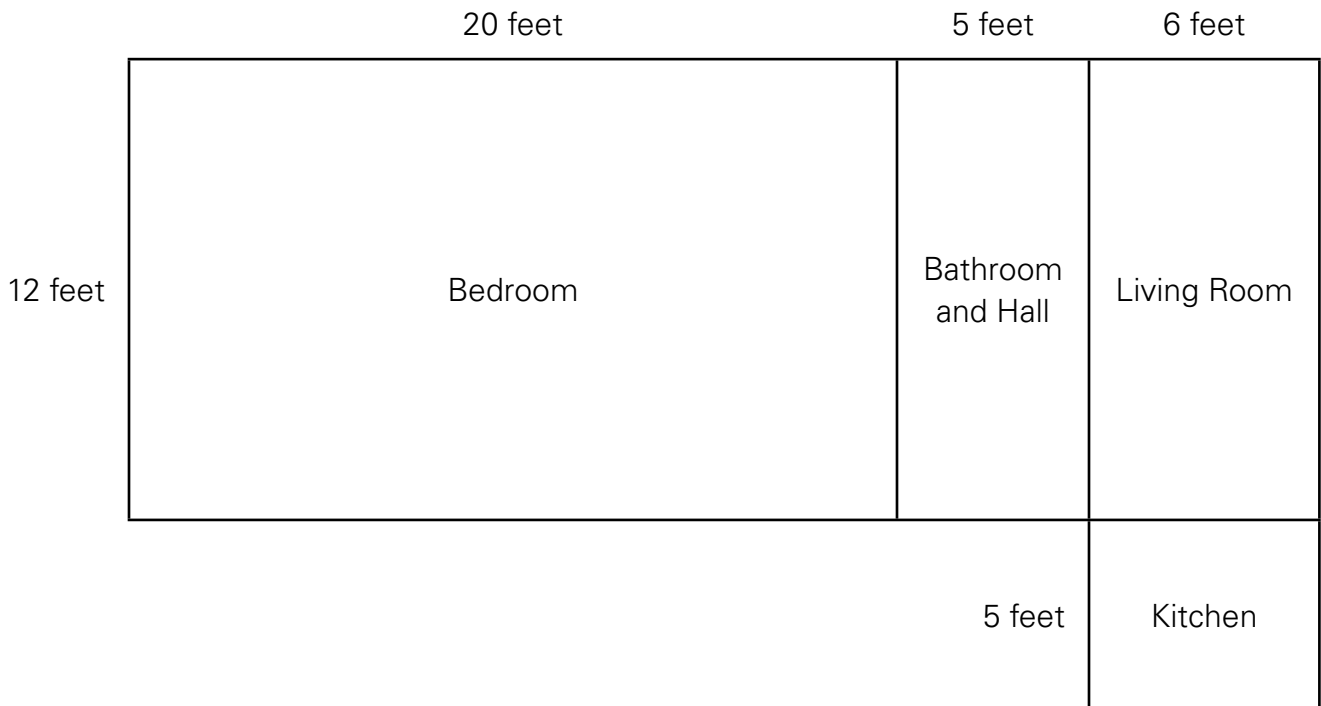 20 feet
5 feet
6 feet
12 feet
Bedroom
Bathroom
and Hall
Living Room
5 feet
Kitchen